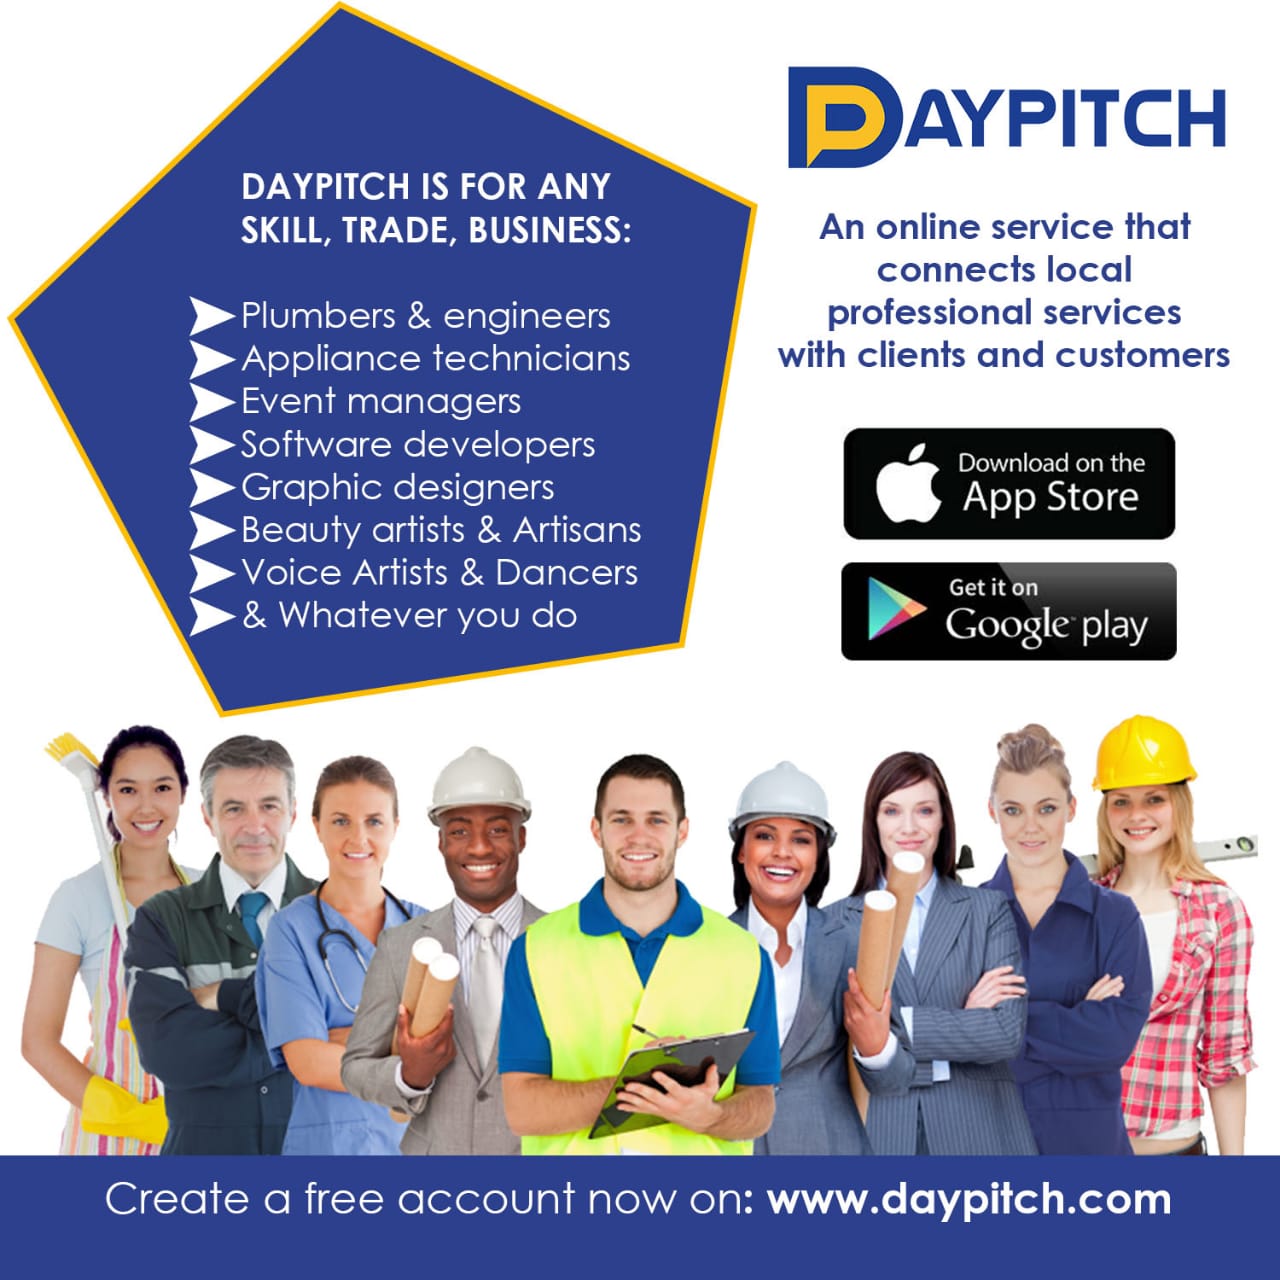 DAYPITCH IS FOR ANY
SKILL, TRADE, BUSINESS:
Plumbers & engineers
Appliance technicians
Event managers
Software developers
Graphic designers
Beauty artists & Artisans
Voice Artists & Dancers
& Whatever you do
DAYPITCH
An online service that
connects local
professional services
with clients and customers
Download on the
App Store
Get it on
Google play
Create a free account now on: www.daypitch.com